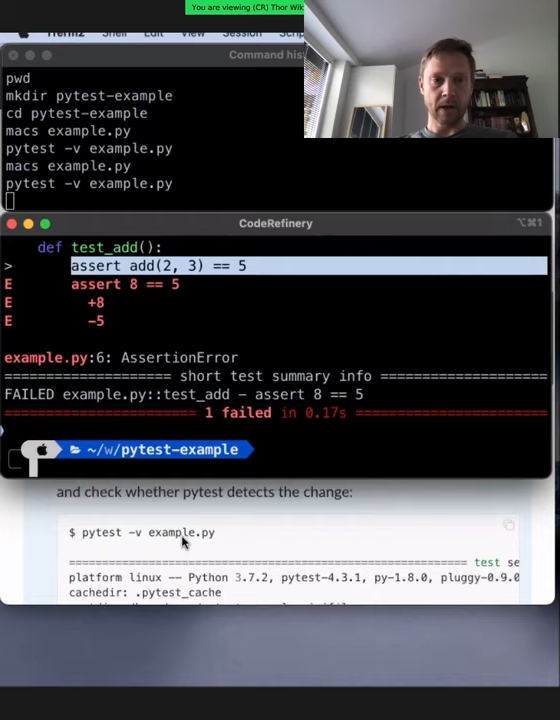 You are viewing (CR) Thor Wik
iTerm2 Shell Edit View Session Scri
Command his
pwd
mkdir pytest-example
cd pytest-example
macs example.py
pytest -v example.py
macs example.py
pytest -v example.py
CodeRefinery
⌥⌘1
def test_add():
> assert add(2, 3) == 5
E assert 8 == 5
E +8
E -5
example.py:6: AssertionError
=================== short test summary info ===================
FAILED example.py::test_add - assert 8 == 5
====================== 1 failed in 0.17s ======================
~/w/pytest-example
and check whether pytest detects the change:
$ pytest -v example.py
test se
platform linux -- Python 3.7.2, pytest-4.3.1, py-1.8.0, pluggy-0.9.0
cachedir: .pytest_cache